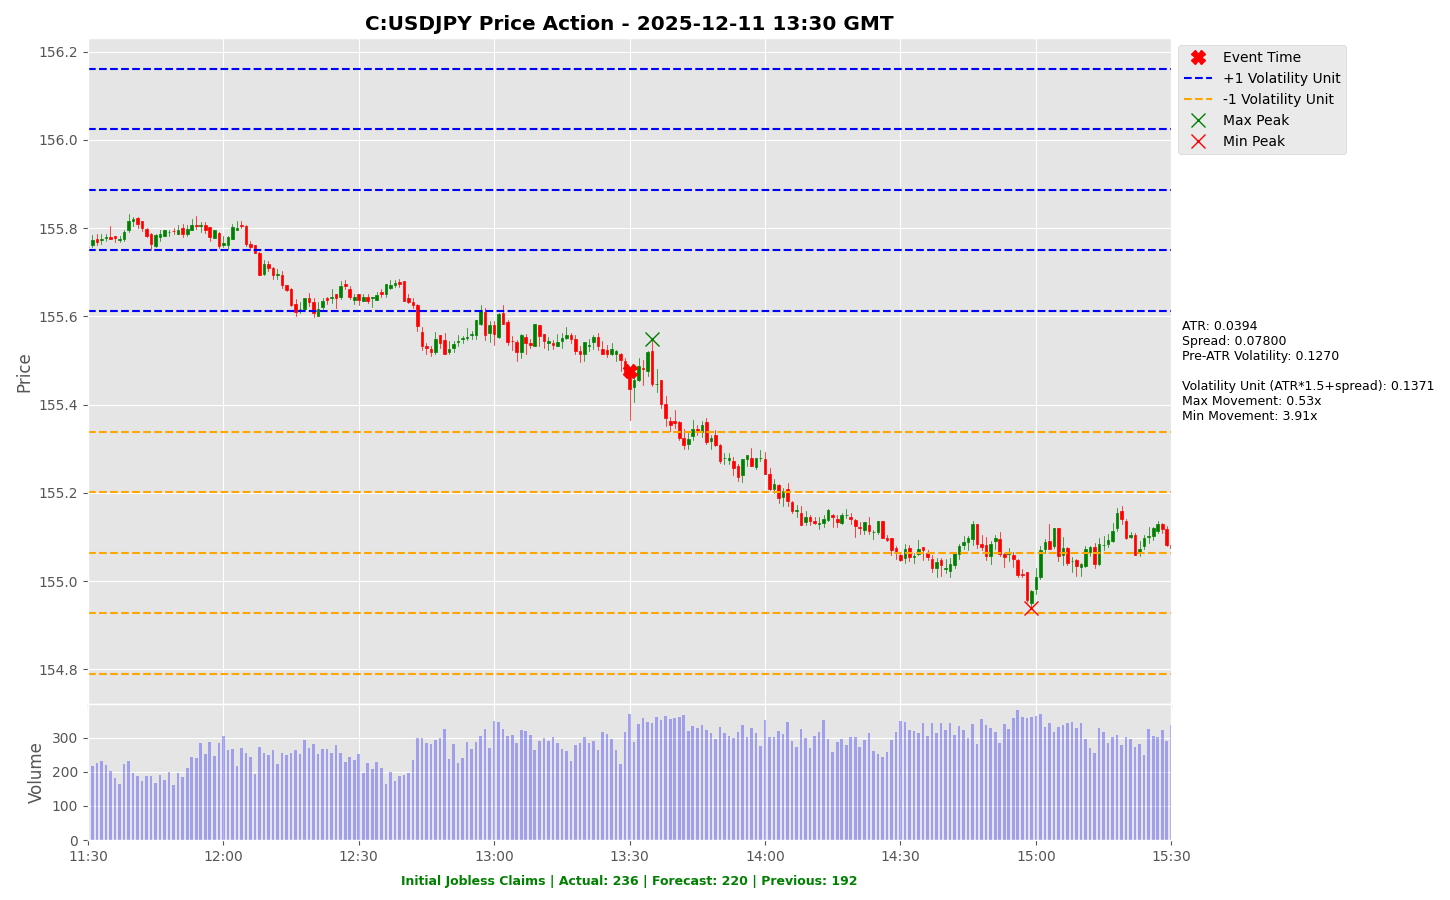 C:USDJPY Price Action - 2025-12-11 13:30 GMT
Event Time
+1 Volatility Unit
-1 Volatility Unit
Max Peak
Min Peak
Price
156.2
156.0
155.8
155.6
155.4
155.2
155.0
154.8
ATR: 0.0394
Spread: 0.07800
Pre-ATR Volatility: 0.1270
Volatility Unit (ATR*1.5+spread): 0.1371
Max Movement: 0.53x
Min Movement: 3.91x
Volume
300
200
100
0
11:30 12:00 12:30 13:00 13:30 14:00 14:30 15:00 15:30
Initial Jobless Claims | Actual: 236 | Forecast: 220 | Previous: 192